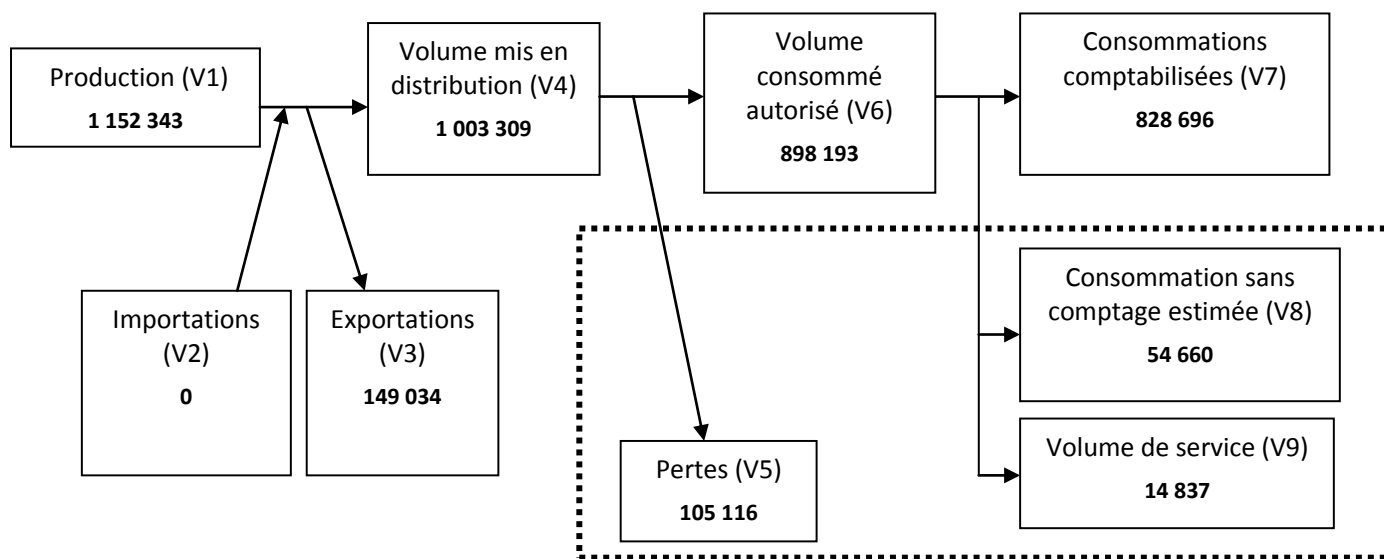 Production (V1)
1 152 343
Volume mis en
distribution (V4)
1 003 309
Volume
consommé
autorisé (V6)
898 193
Consommations
comptabilisées (V7)
828 696
Importations
(V2)
0
Exportations
(V3)
149 034
Pertes (V5)
105 116
Consommation sans
comptage estimée (V8)
54 660
Volume de service (V9)
14 837